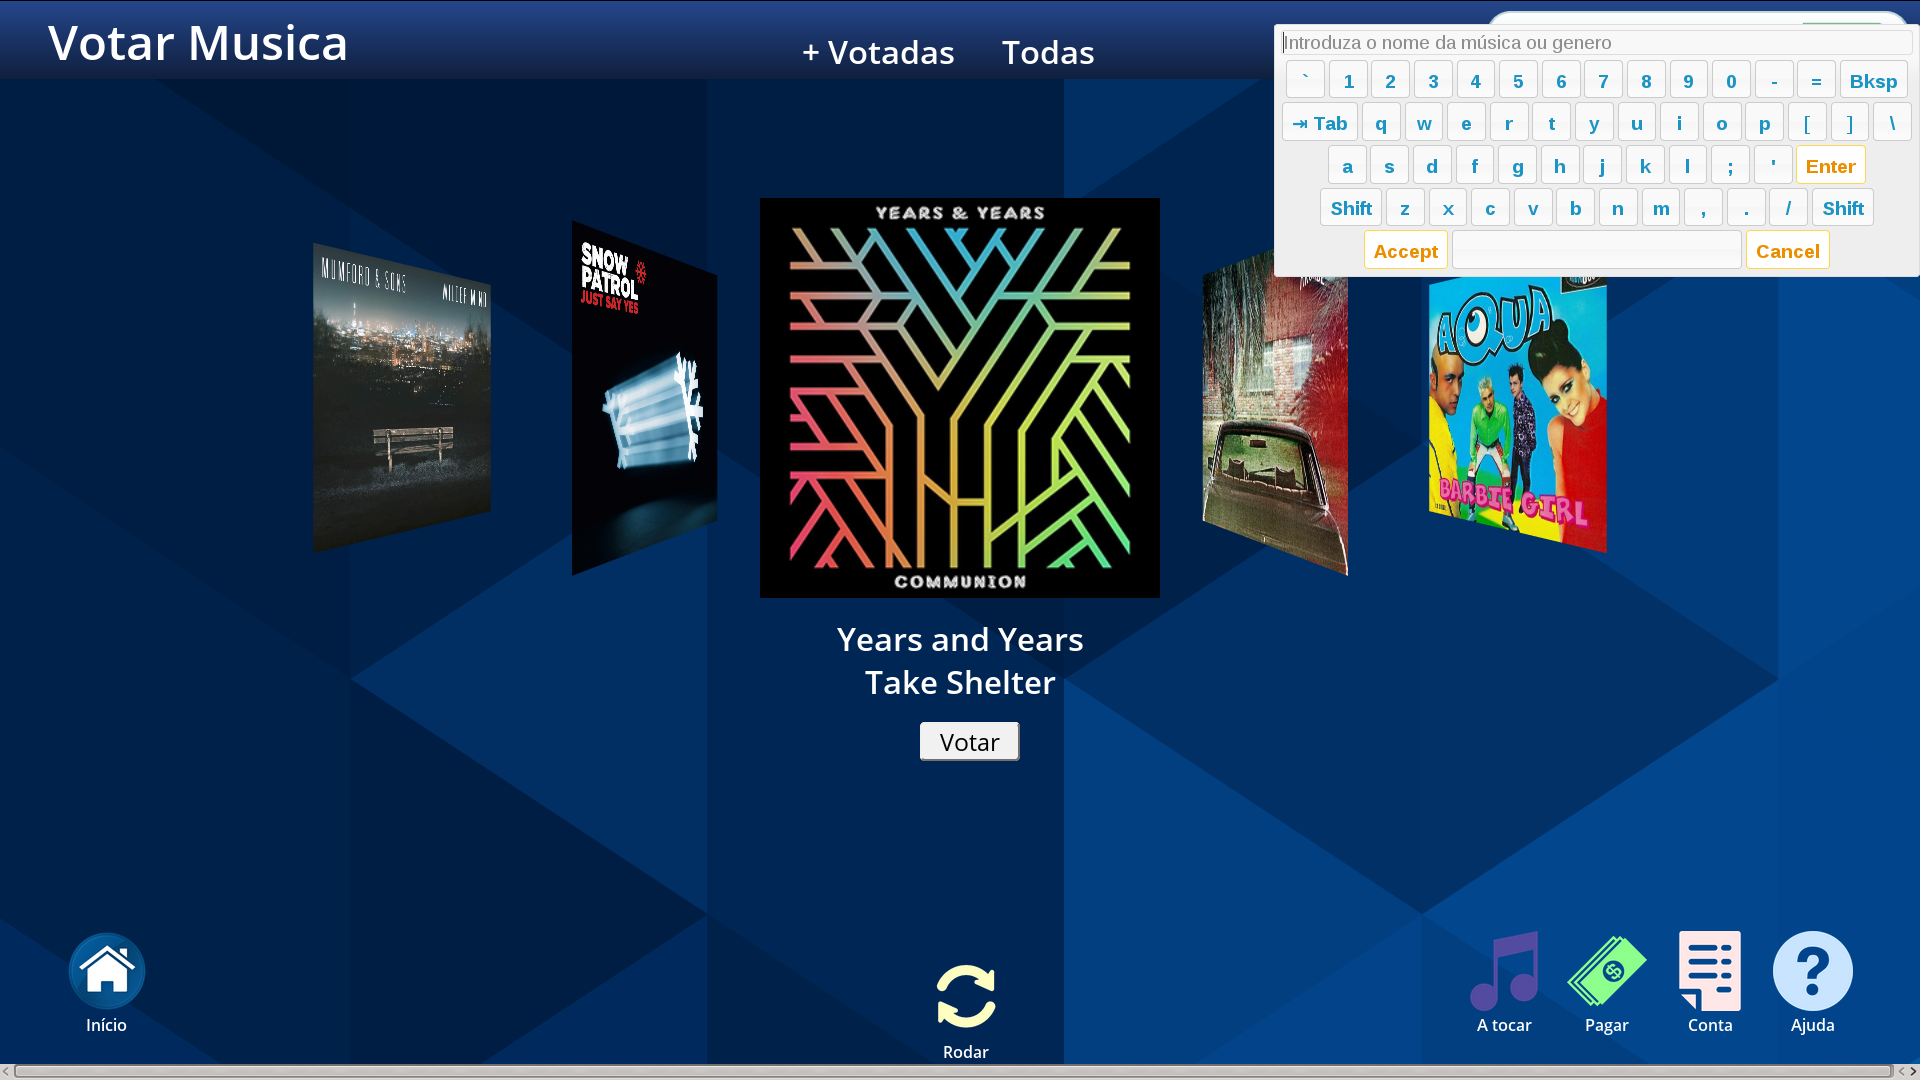 Votar Musica
+ Votadas
Todas
Introduza o nome da música ou genero
` 1 2 3 4 5 6 7 8 9 0 - = Bksp
⇥ Tab q w e r t y u i o p [ ] \
a s d f g h j k l ; ' Enter
Shift z x c v b n m , . / Shift
Accept Cancel
MUMFORD & SONS
WILDER MIND
SNOW
PATROL
JUST SAY YES
YEARS & YEARS
COMMUNION
AQUA
BARBIE GIRL
Years and Years
Take Shelter
Votar
Início
Rodar
A tocar
Pagar
Conta
Ajuda